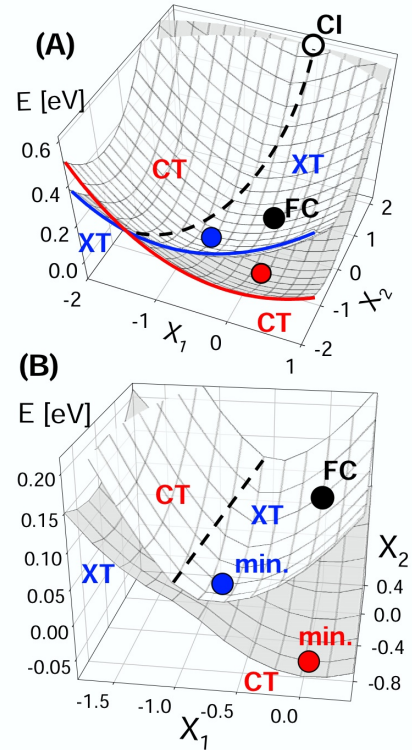 (A)
CI
E [eV]
0.6
0.4
0.2
0.0
CT
XT
FC
XT
CT
-2
-1
0
1
X1
2
1
0
-1
-2
X2
(B)
E [eV]
0.20
0.15
0.10
0.05
0.00
-0.05
CT
XT
FC
XT
min.
min.
CT
X2
0.4
0.0
-0.4
-0.8
-1.5
-1.0
-0.5
0.0
X1